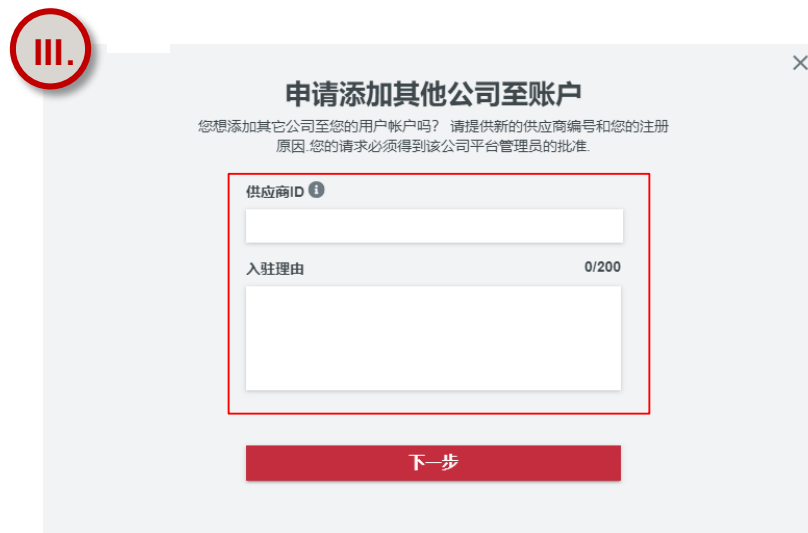 III.
申请添加其他公司至账户
您想添加其它公司至您的用户帐户吗? 请提供新的供应商编号和您的注册
原因.您的请求必须得到该公司平台管理员的批准.
供应商ID
入驻理由 0/200
下一步